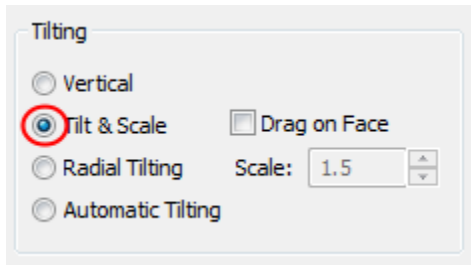 Tilting
Vertical
Tilt & Scale Drag on Face
Radial Tilting Scale: 1.5
Automatic Tilting